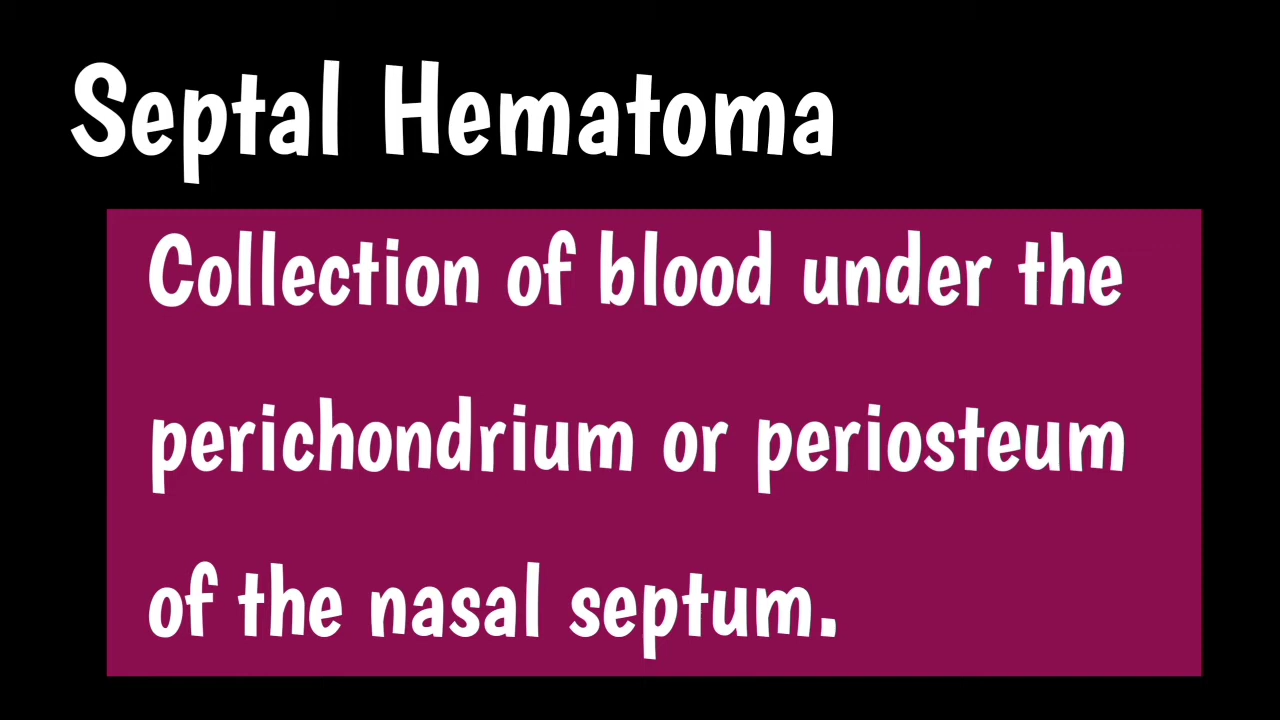 Septal Hematoma
Collection of blood under the
perichondrium or periosteum
of the nasal septum.